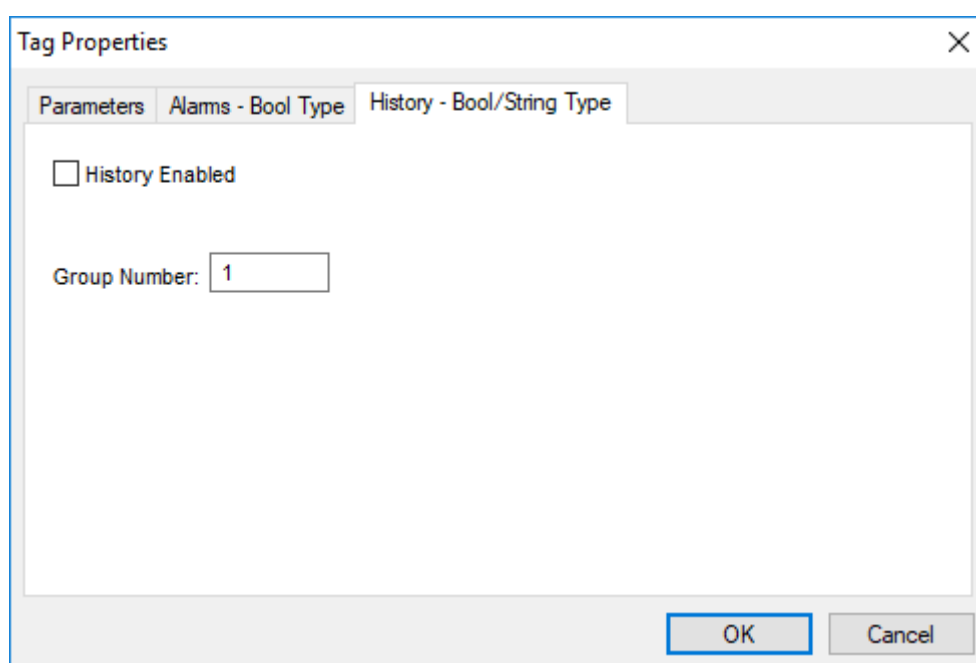 Tag Properties
Parameters Alarms - Bool Type History - Bool/String Type
History Enabled
Group Number: 1
OK Cancel